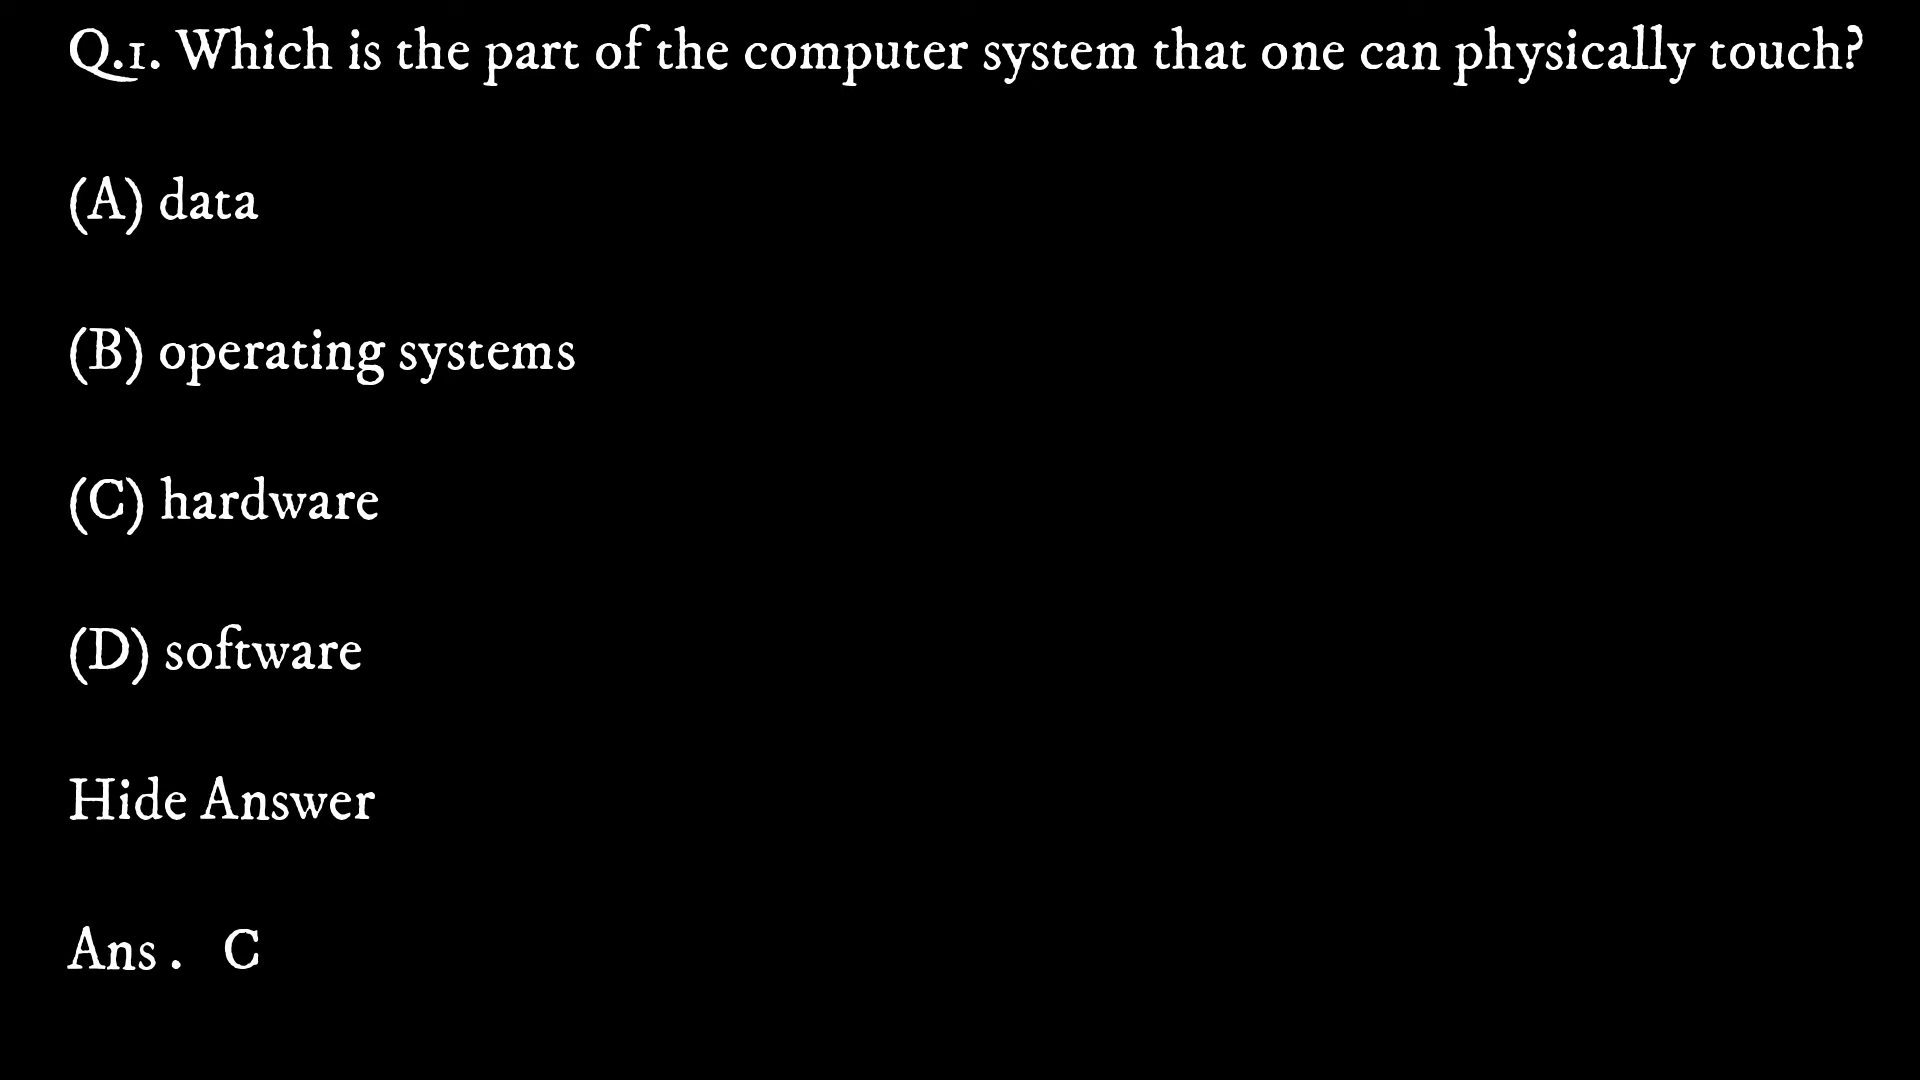 Q.1. Which is the part of the computer system that one can physically touch?
(A) data
(B) operating systems
(C) hardware
(D) software
Hide Answer
Ans . C